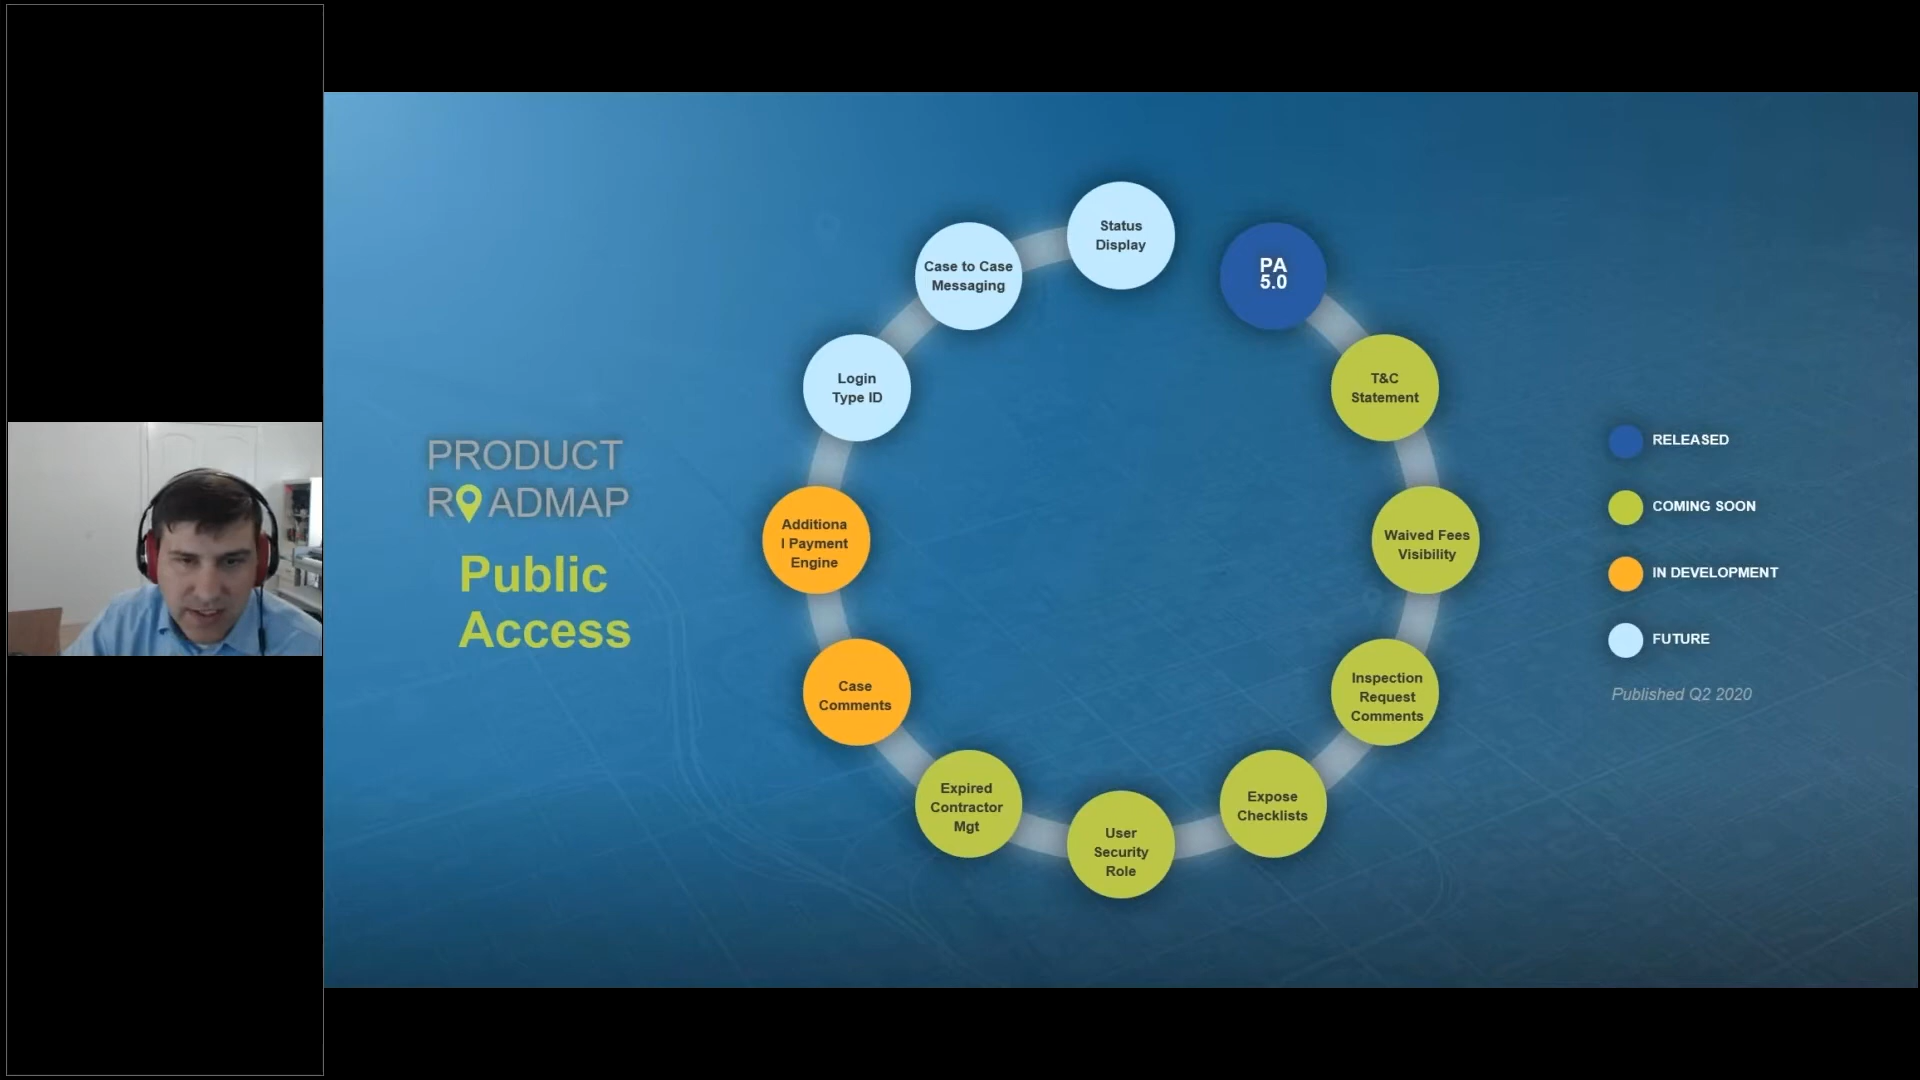 PRODUCT
ROADMAP
Public
Access
Status
Display
PA
5.0
T&C
Statement
Waived Fees
Visibility
Inspection
Request
Comments
Expose
Checklists
User
Security
Role
Expired
Contractor
Mgt
Case
Comments
Additiona
l Payment
Engine
Login
Type ID
Case to Case
Messaging
RELEASED
COMING SOON
IN DEVELOPMENT
FUTURE
Published Q2 2020